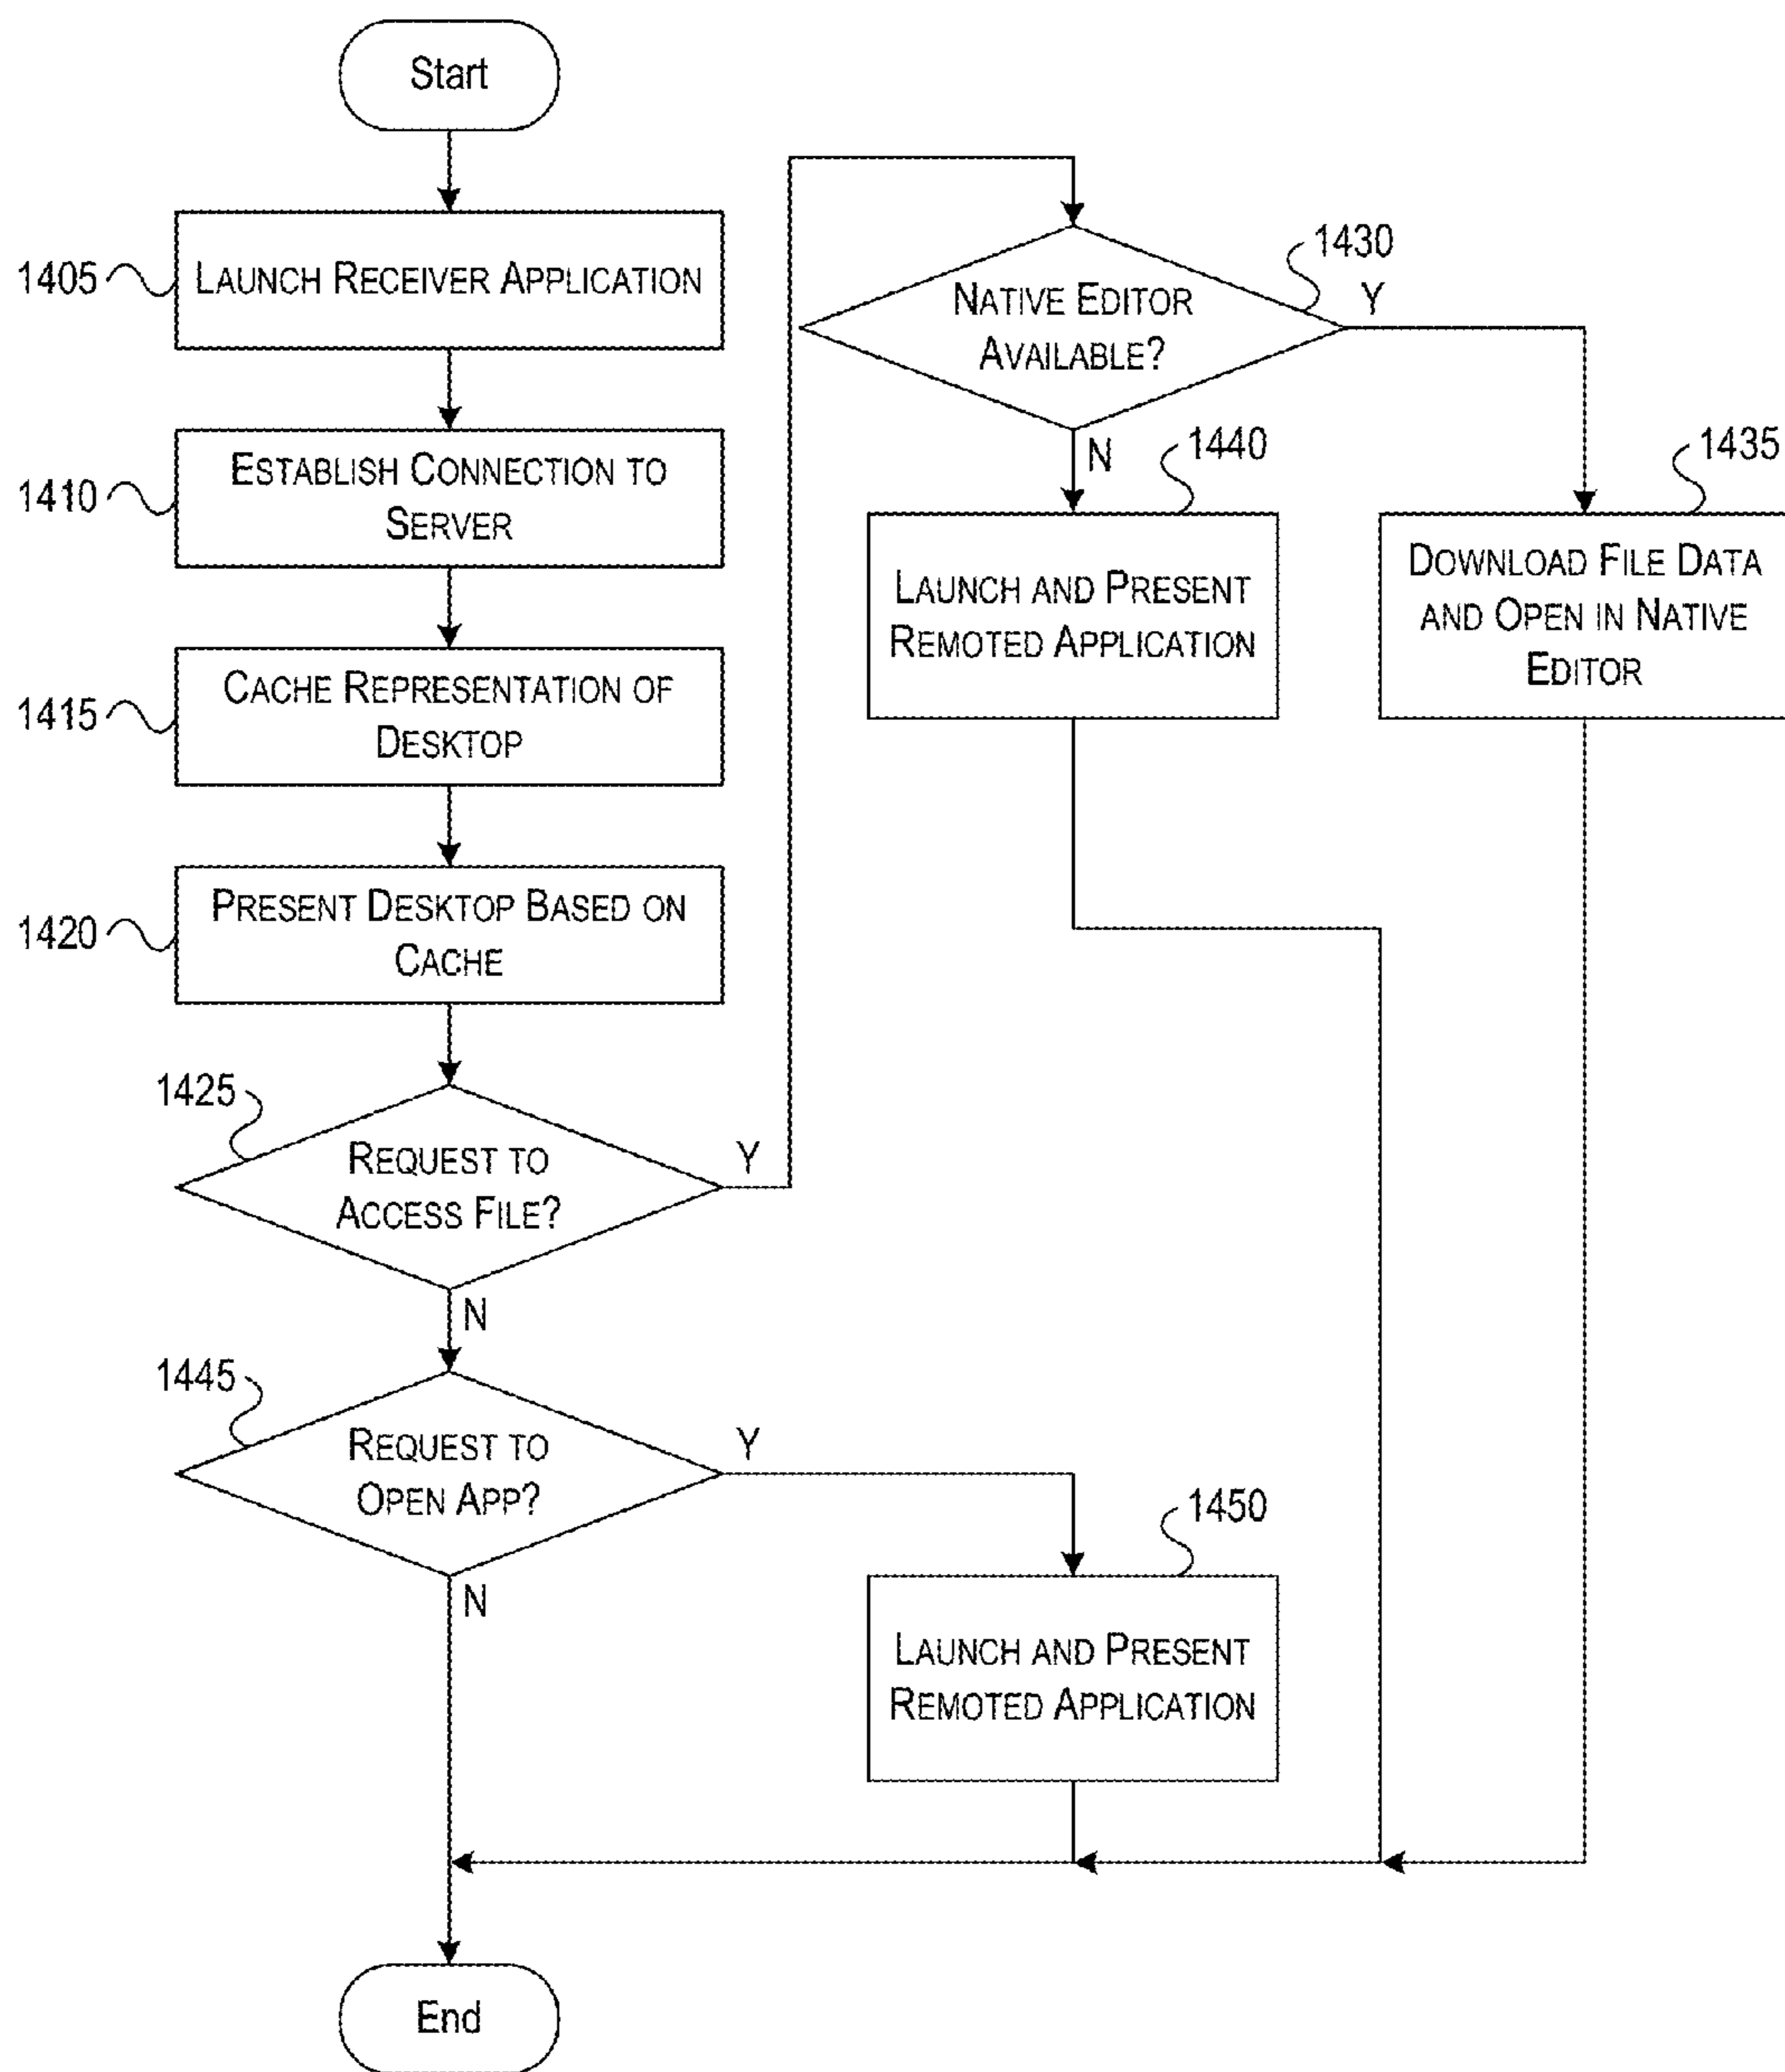 Start
1405
LAUNCH RECEIVER APPLICATION
1410
ESTABLISH CONNECTION TO
SERVER
1415
CACHE REPRESENTATION OF
DESKTOP
1420
PRESENT DESKTOP BASED ON
CACHE
1425
REQUEST TO
ACCESS FILE?
Y
N
1430
NATIVE EDITOR
AVAILABLE?
Y
N
1440
LAUNCH AND PRESENT
REMOTED APPLICATION
1435
DOWNLOAD FILE DATA
AND OPEN IN NATIVE
EDITOR
1445
REQUEST TO
OPEN APP?
Y
N
1450
LAUNCH AND PRESENT
REMOTED APPLICATION
End